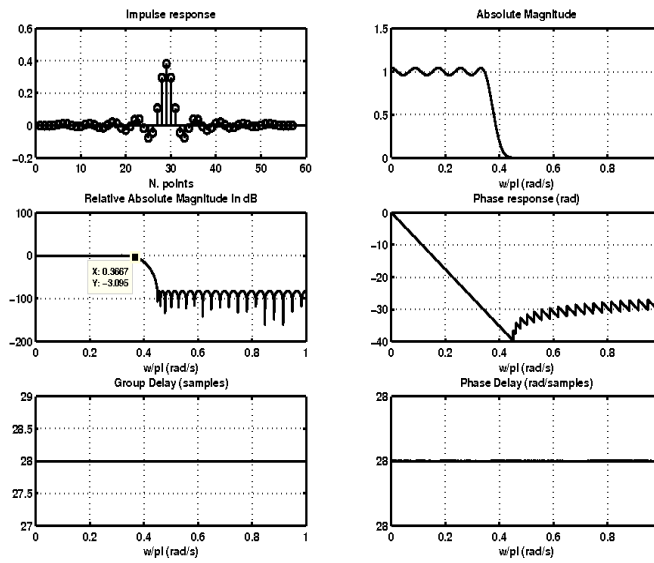 Impulse response
0.6
0.4
0.2
0
-0.2
0 10 20 30 40 50 60
N. points
Absolute Magnitude
1.5
1
0.5
0
0 0.2 0.4 0.6 0.8
w/pi (rad/s)
Relative Absolute Magnitude in dB
100
0
-100
-200
X: 0.3667
Y: -3.095
0 0.2 0.4 0.6 0.8 1
w/pi (rad/s)
Phase response (rad)
0
-10
-20
-30
-40
0 0.2 0.4 0.6 0.8
w/pi (rad/s)
Group Delay (samples)
29
28.5
28
27.5
27
0 0.2 0.4 0.6 0.8 1
w/pi (rad/s)
Phase Delay (rad/samples)
28
28
28
0 0.2 0.4 0.6 0.8
w/pi (rad/s)